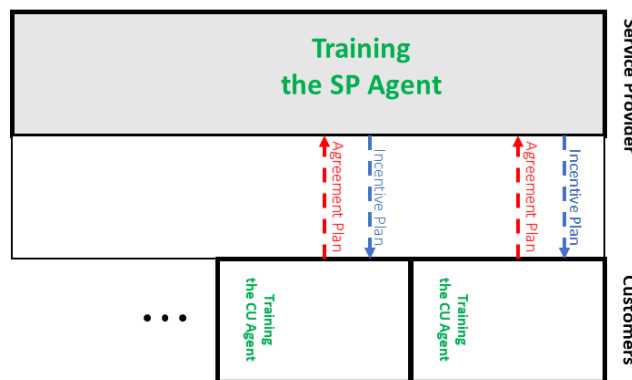 Training
the SP Agent
Service Provider
Agreement Plan
Incentive Plan
Agreement Plan
Incentive Plan
Training
the CU Agent
Training
the CU Agent
Customers